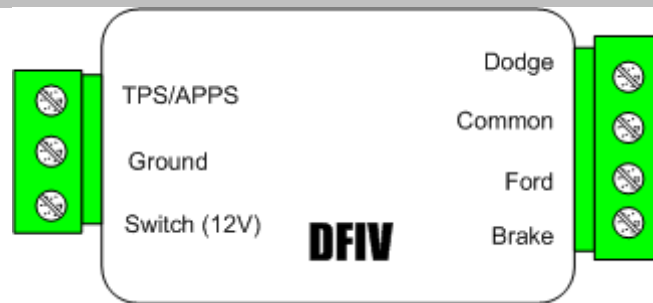 TPS/APPS
Ground
Switch (12V)
DFIV
Dodge
Common
Ford
Brake